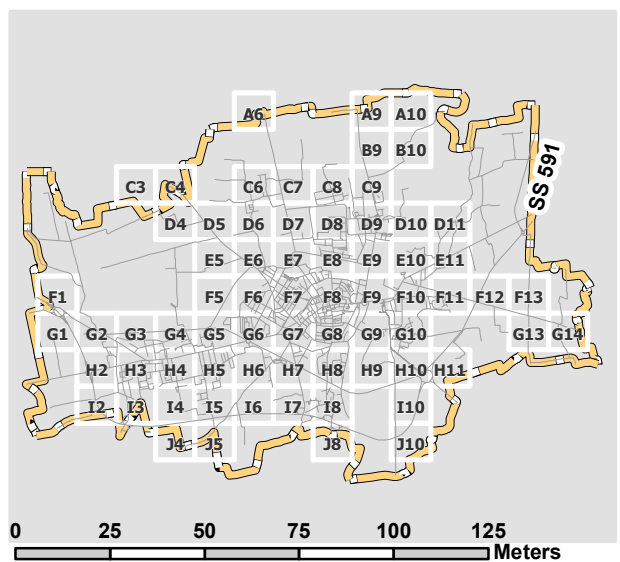 A6 A9 A10
B9 B10
C3 C4 C6 C7 C8 C9
SS 591
D4 D5 D6 D7 D8 D9 D10 D11
E5 E6 E7 E8 E9 E10 E11
F1 F5 F6 F7 F8 F9 F10 F11 F12 F13
G1 G2 G3 G4 G5 G6 G7 G8 G9 G10 G13 G14
H2 H3 H4 H5 H6 H7 H8 H9 H10 H11
I2 I3 I4 I5 I6 I7 I8 I10
J4 J5 J8 J10
0 25 50 75 100 125
Meters